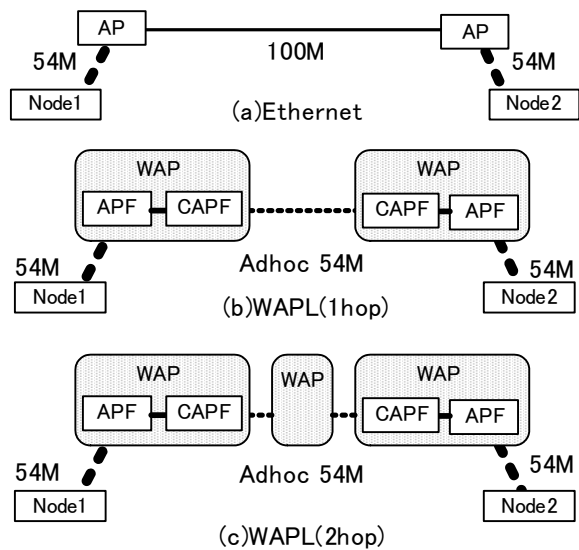 AP AP
54M 100M 54M
Node1 Node2
(a)Ethernet
WAP WAP
APF CAPF CAPF APF
54M Adhoc 54M 54M
Node1 Node2
(b)WAPL(1hop)
WAP WAP WAP
APF CAPF CAPF APF
54M Adhoc 54M 54M
Node1 Node2
(c)WAPL(2hop)